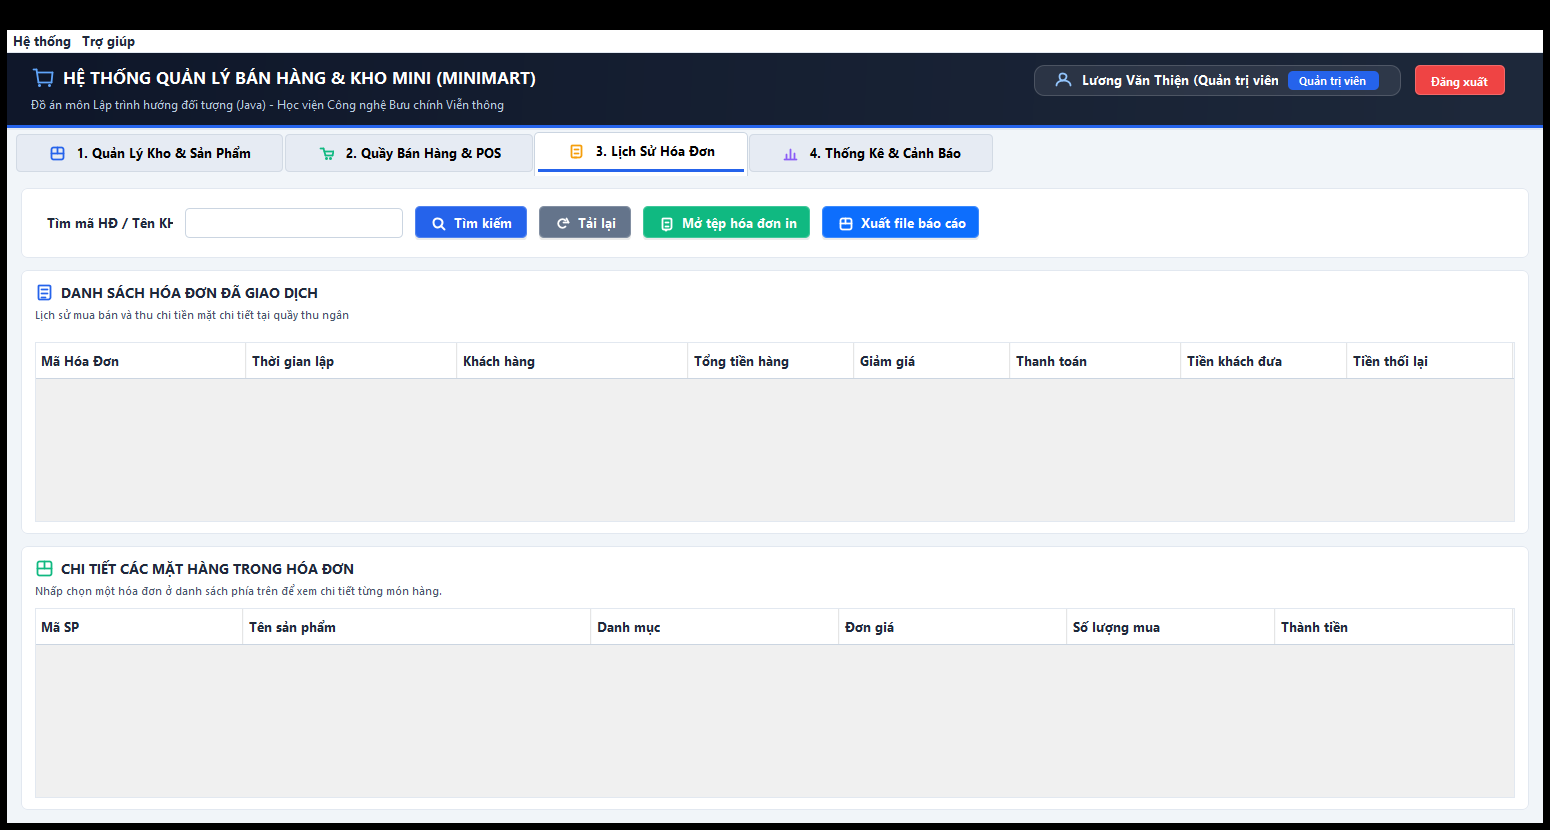 Hệ thống Trợ giúp
HỆ THỐNG QUẢN LÝ BÁN HÀNG & KHO MINI (MINIMART)
Đồ án môn Lập trình hướng đối tượng (Java) - Học viện Công nghệ Bưu chính Viễn thông
Lương Văn Thiện (Quản trị viên Quản trị viên Đăng xuất
1. Quản Lý Kho & Sản Phẩm 2. Quầy Bán Hàng & POS 3. Lịch Sử Hóa Đơn 4. Thống Kê & Cảnh Báo
Tìm mã HĐ / Tên KH Tìm kiếm Tải lại Mở tệp hóa đơn in Xuất file báo cáo
DANH SÁCH HÓA ĐƠN ĐÃ GIAO DỊCH
Lịch sử mua bán và thu chi tiền mặt chi tiết tại quầy thu ngân
Mã Hóa Đơn Thời gian lập Khách hàng Tổng tiền hàng Giảm giá Thanh toán Tiền khách đưa Tiền thối lại
CHI TIẾT CÁC MẶT HÀNG TRONG HÓA ĐƠN
Nhấp chọn một hóa đơn ở danh sách phía trên để xem chi tiết từng món hàng.
Mã SP Tên sản phẩm Danh mục Đơn giá Số lượng mua Thành tiền